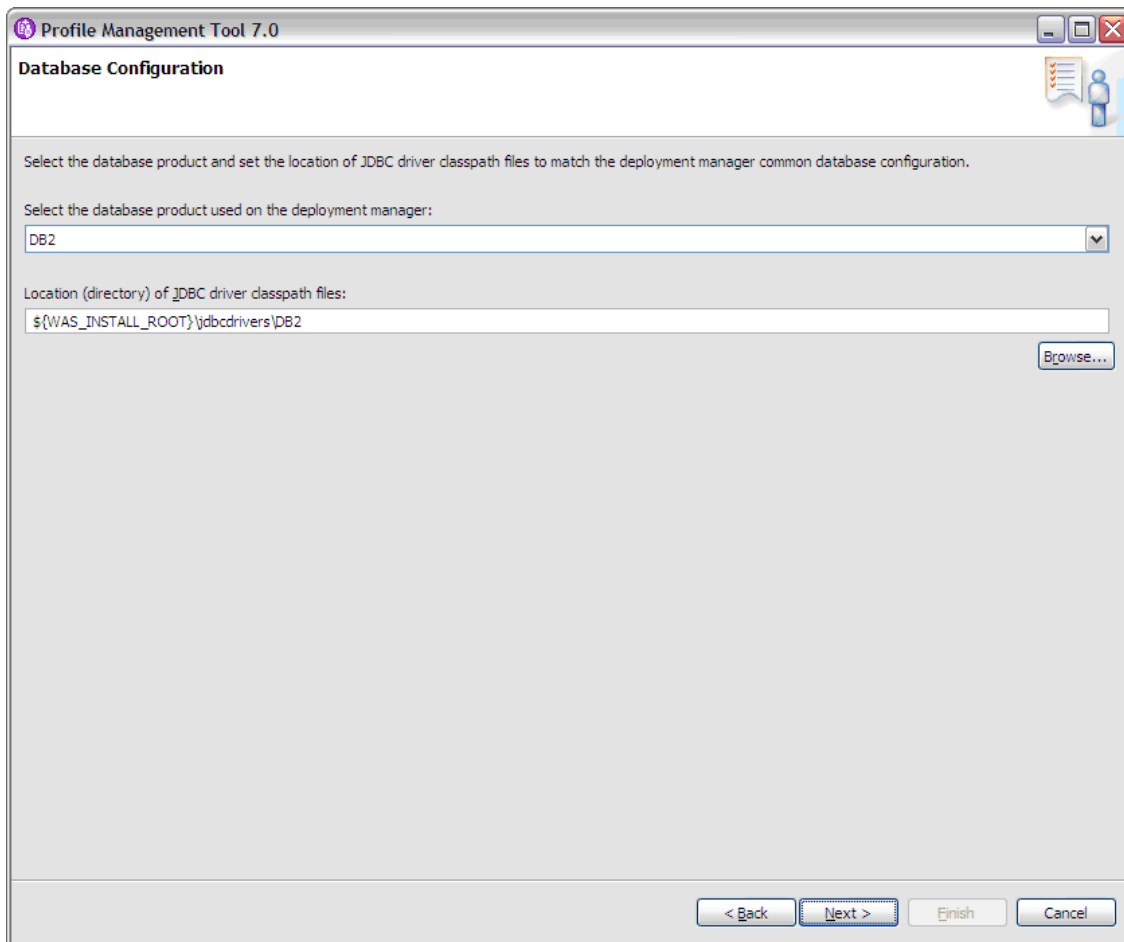 Profile Management Tool 7.0
Database Configuration
Select the database product and set the location of JDBC driver classpath files to match the deployment manager common database configuration.
Select the database product used on the deployment manager:
DB2
Location (directory) of JDBC driver classpath files:
${WAS_INSTALL_ROOT}\jdbcdrivers\DB2
Browse...
< Back Next > Finish Cancel